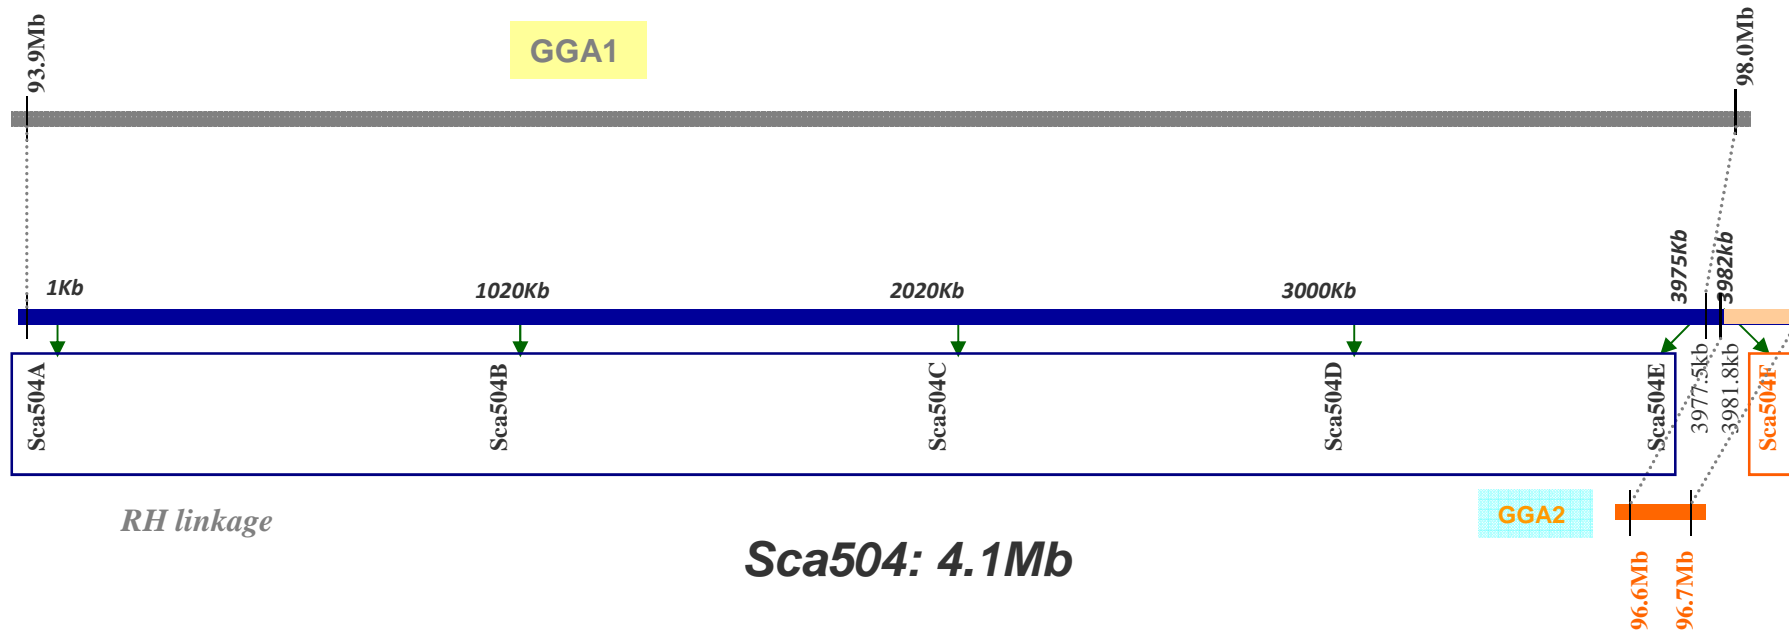 93.9Mb
GGA1
98.0Mb
1Kb
1020Kb
2020Kb
3000Kb
3975Kb
3982kb
Sca504A
Sca504B
Sca504C
Sca504D
Sca504E
3977.5kb
3981.8kb
Sca504F
RH linkage
GGA2
Sca504: 4.1Mb
96.6Mb
96.7Mb